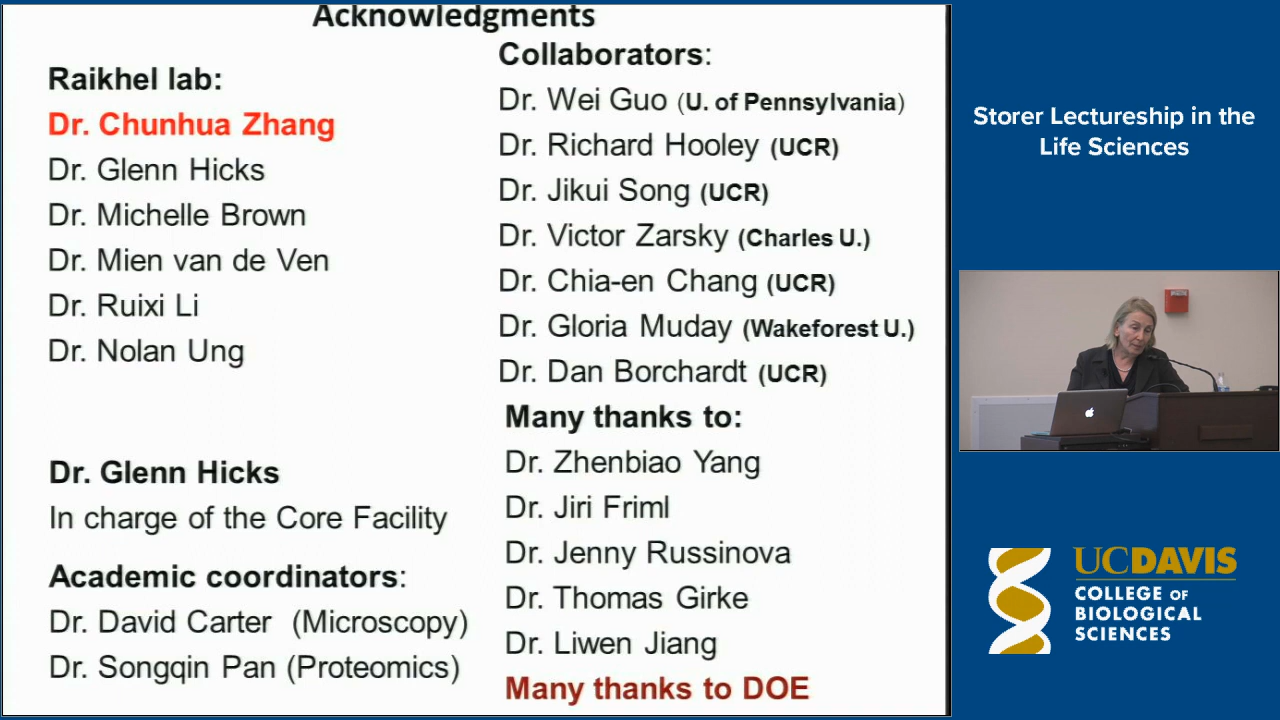 Acknowledgments
Raikhel lab:
Dr. Chunhua Zhang
Dr. Glenn Hicks
Dr. Michelle Brown
Dr. Mien van de Ven
Dr. Ruixi Li
Dr. Nolan Ung
Dr. Glenn Hicks
In charge of the Core Facility
Academic coordinators:
Dr. David Carter (Microscopy)
Dr. Songqin Pan (Proteomics)
Collaborators:
Dr. Wei Guo (U. of Pennsylvania)
Dr. Richard Hooley (UCR)
Dr. Jikui Song (UCR)
Dr. Victor Zarsky (Charles U.)
Dr. Chia-en Chang (UCR)
Dr. Gloria Muday (Wakeforest U.)
Dr. Dan Borchardt (UCR)
Many thanks to:
Dr. Zhenbiao Yang
Dr. Jiri Friml
Dr. Jenny Russinova
Dr. Thomas Girke
Dr. Liwen Jiang
Many thanks to DOE
Storer Lectureship in the
Life Sciences
UCDAVIS
COLLEGE OF
BIOLOGICAL
SCIENCES